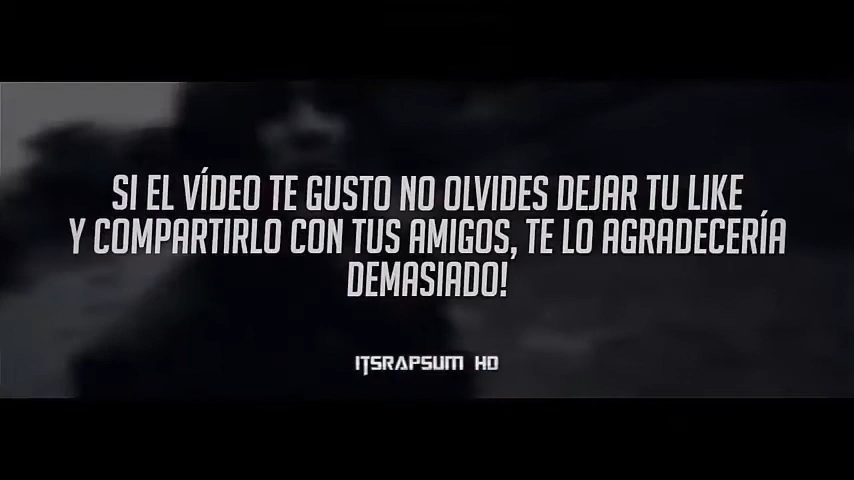 SI EL VÍDEO TE GUSTO NO OLVIDES DEJAR TU LIKE
Y COMPARTIRLO CON TUS AMIGOS, TE LO AGRADECERÍA
DEMASIADO!
ITSRAPSUM HD